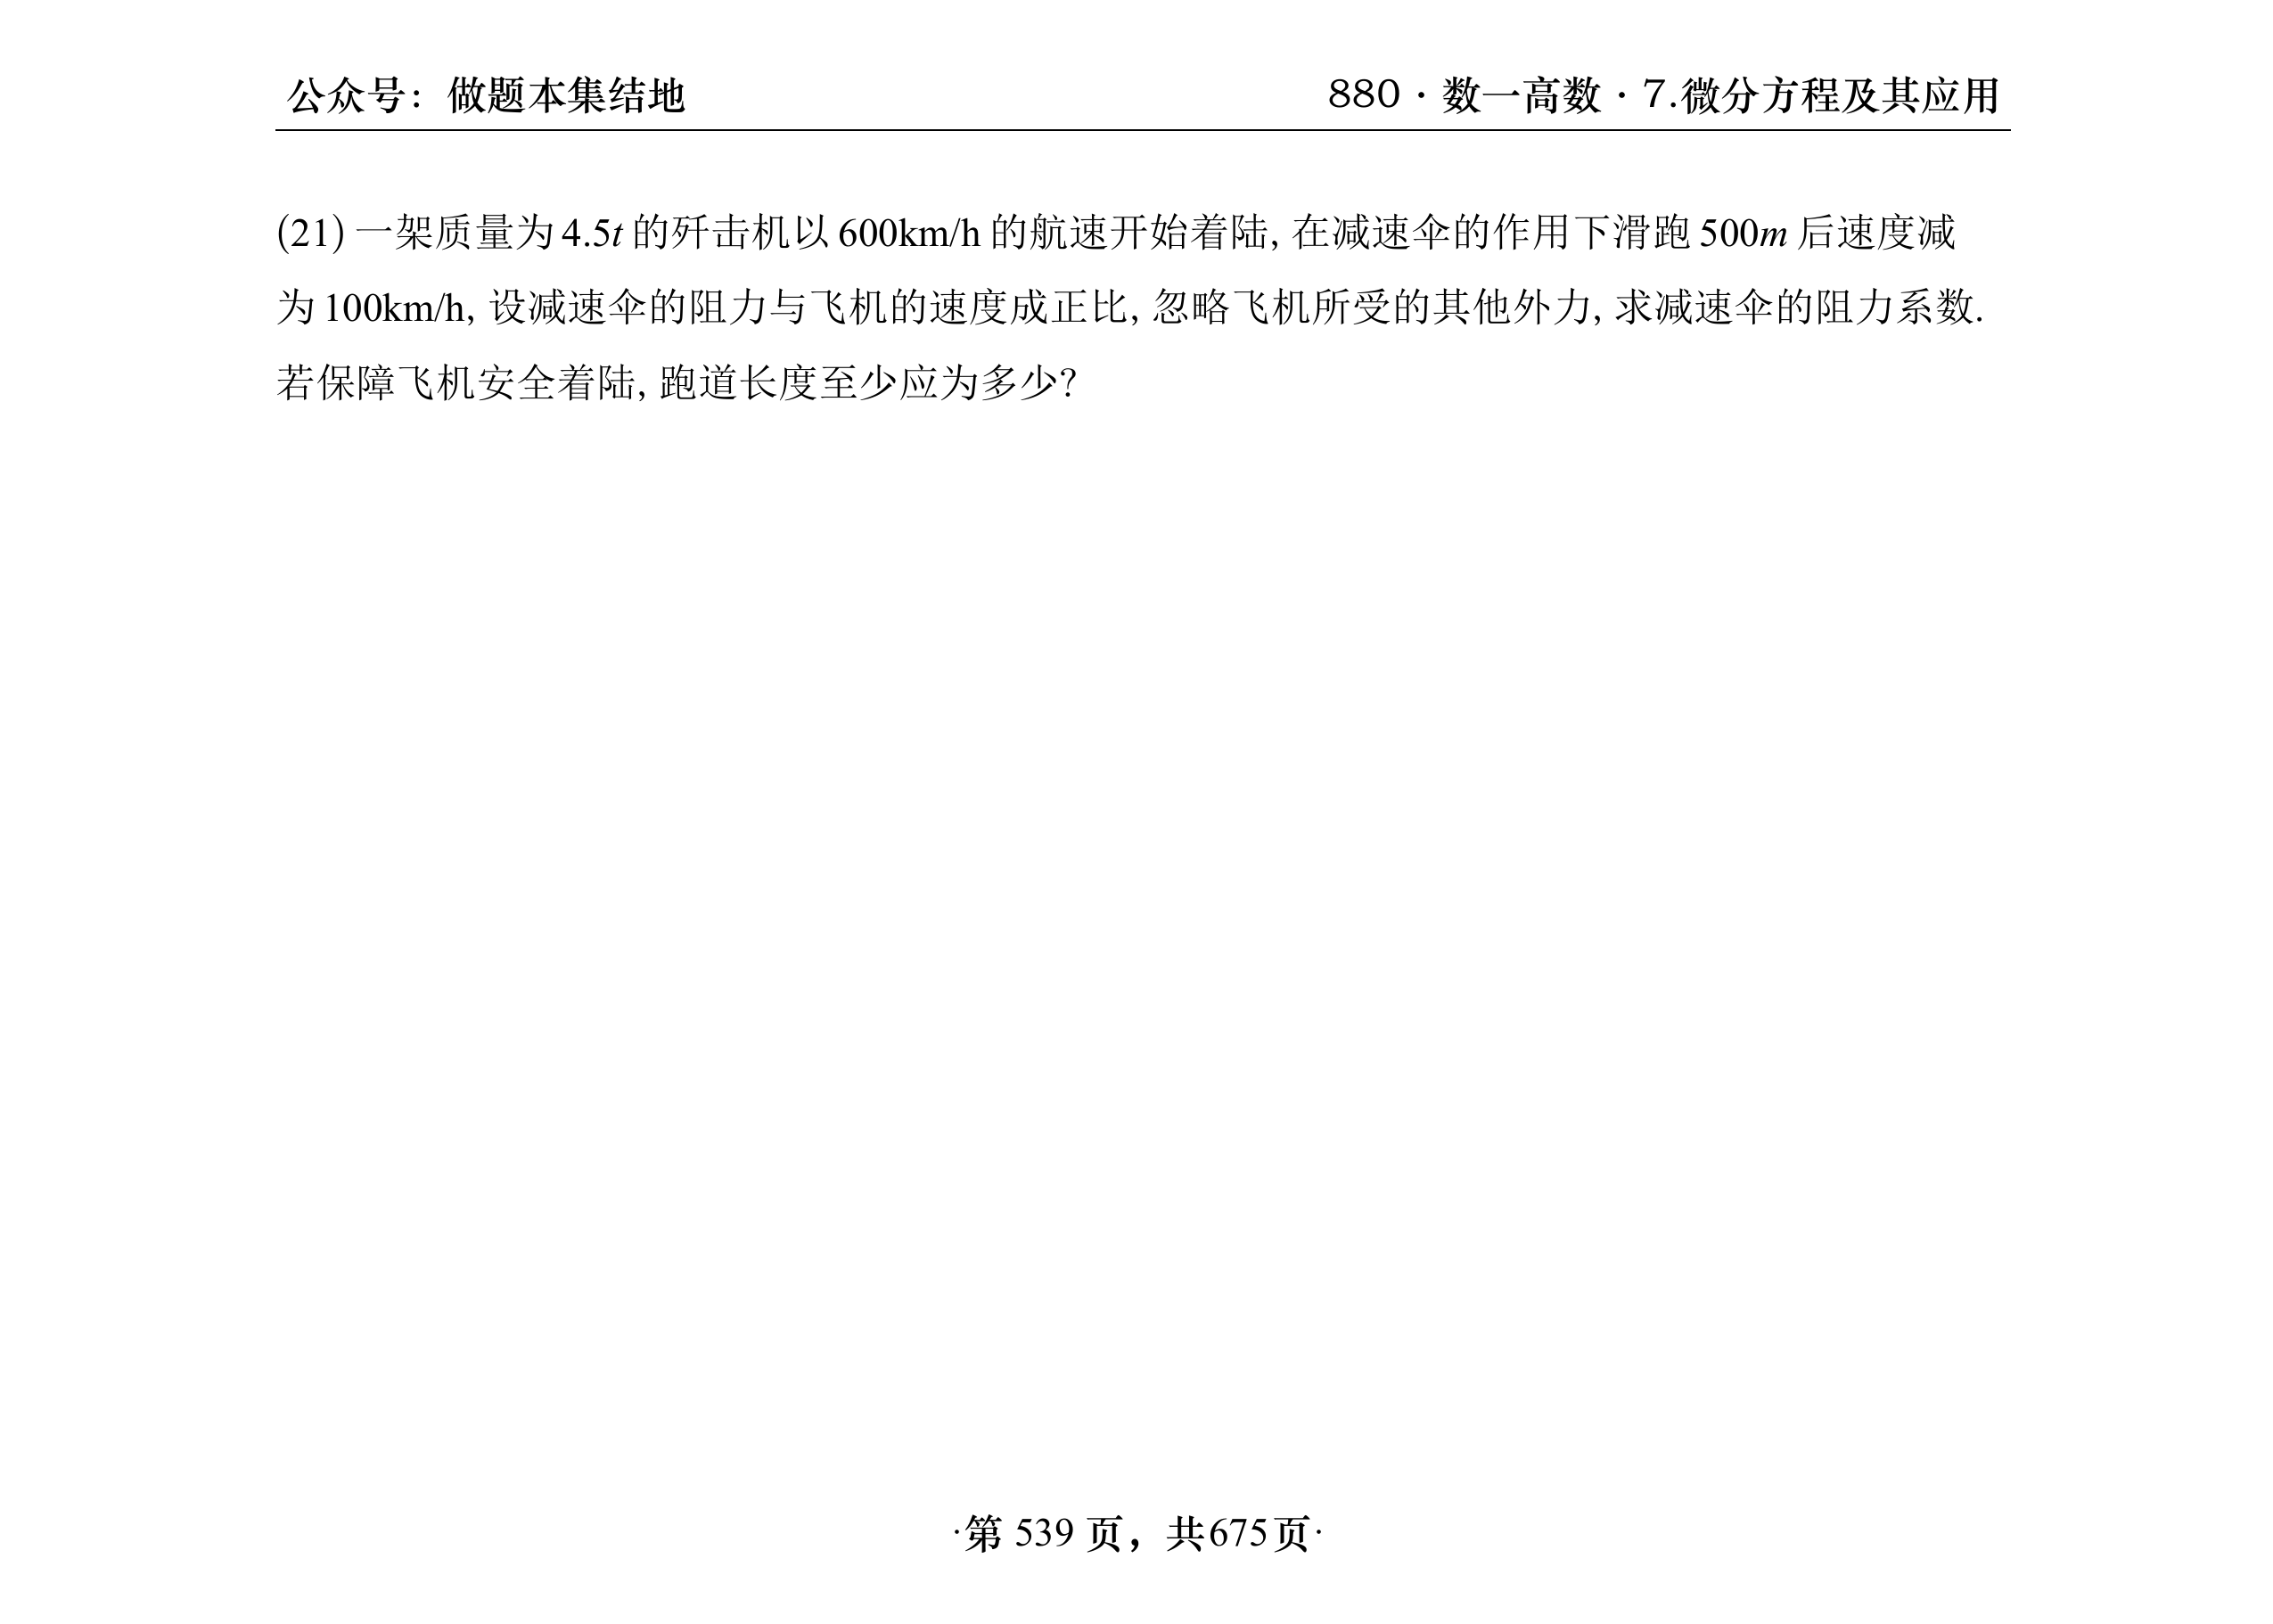 公众号：做题本集结地
880·数一高数·7.微分方程及其应用
(21) 一架质量为 4.5t 的歼击机以 600km/h 的航速开始着陆, 在减速伞的作用下滑跑 500m 后速度减
为 100km/h, 设减速伞的阻力与飞机的速度成正比, 忽略飞机所受的其他外力, 求减速伞的阻力系数.
若保障飞机安全着陆, 跑道长度至少应为多少?
·第 539 页，共675页·